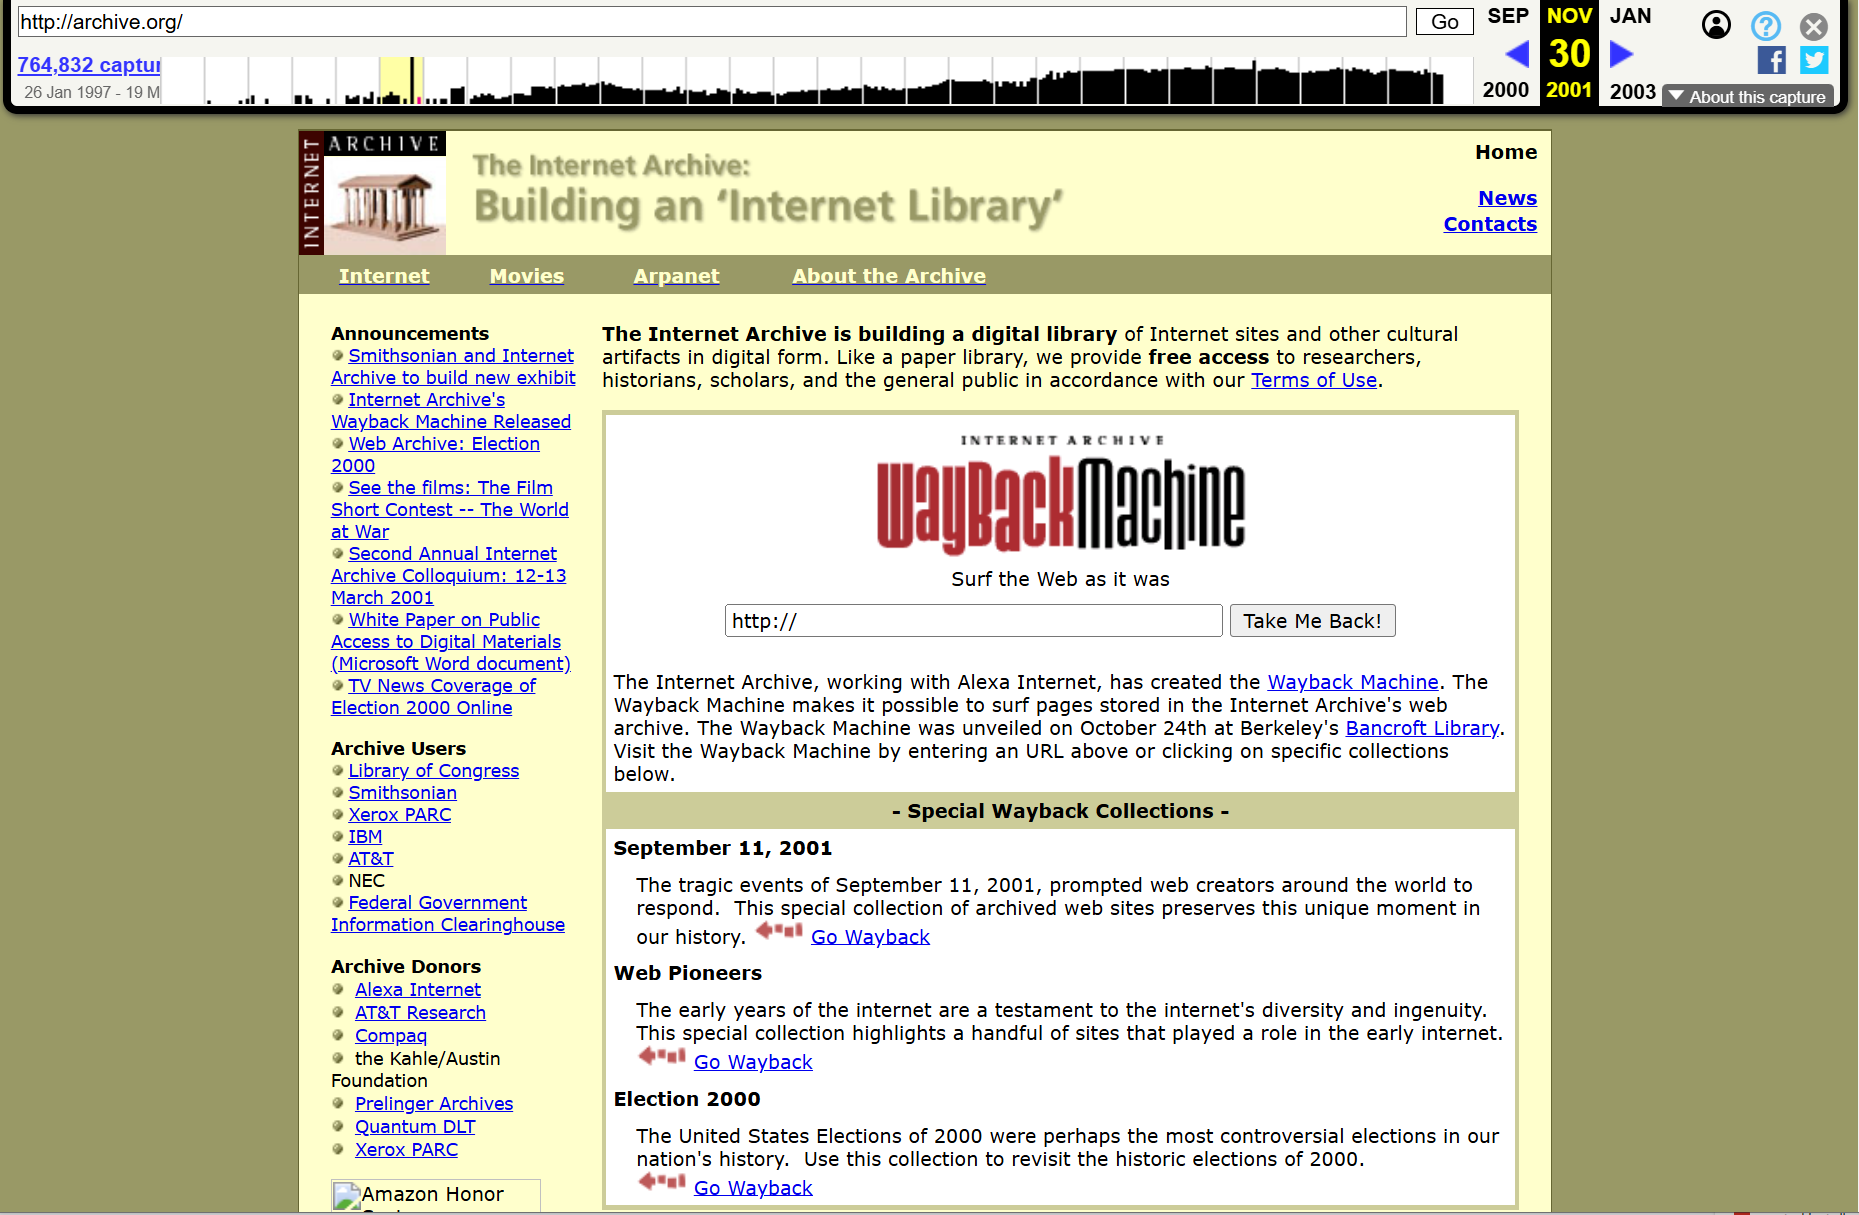 http://archive.org/
Go
SEP
NOV
JAN
30
2000
2001
2003
764,832 captur
26 Jan 1997 - 19 M
f
About this capture
INTERNET
ARCHIVE
The Internet Archive:
Building an ‘Internet Library’
Home
News
Contacts
Internet
Movies
Arpanet
About the Archive
Announcements
Smithsonian and Internet
Archive to build new exhibit
Internet Archive's
Wayback Machine Released
Web Archive: Election
2000
See the films: The Film
Short Contest -- The World
at War
Second Annual Internet
Archive Colloquium: 12-13
March 2001
White Paper on Public
Access to Digital Materials
(Microsoft Word document)
TV News Coverage of
Election 2000 Online
Archive Users
Library of Congress
Smithsonian
Xerox PARC
IBM
AT&T
NEC
Federal Government
Information Clearinghouse
Archive Donors
Alexa Internet
AT&T Research
Compaq
the Kahle/Austin
Foundation
Prelinger Archives
Quantum DLT
Xerox PARC
Amazon Honor
The Internet Archive is building a digital library of Internet sites and other cultural
artifacts in digital form. Like a paper library, we provide free access to researchers,
historians, scholars, and the general public in accordance with our Terms of Use.
INTERNET ARCHIVE
WayBackMachine
Surf the Web as it was
http://
Take Me Back!
The Internet Archive, working with Alexa Internet, has created the Wayback Machine. The
Wayback Machine makes it possible to surf pages stored in the Internet Archive's web
archive. The Wayback Machine was unveiled on October 24th at Berkeley's Bancroft Library.
Visit the Wayback Machine by entering an URL above or clicking on specific collections
below.
- Special Wayback Collections -
September 11, 2001
The tragic events of September 11, 2001, prompted web creators around the world to
respond.  This special collection of archived web sites preserves this unique moment in
our history. Go Wayback
Web Pioneers
The early years of the internet are a testament to the internet's diversity and ingenuity.
This special collection highlights a handful of sites that played a role in the early internet.
Go Wayback
Election 2000
The United States Elections of 2000 were perhaps the most controversial elections in our
nation's history.  Use this collection to revisit the historic elections of 2000.
Go Wayback